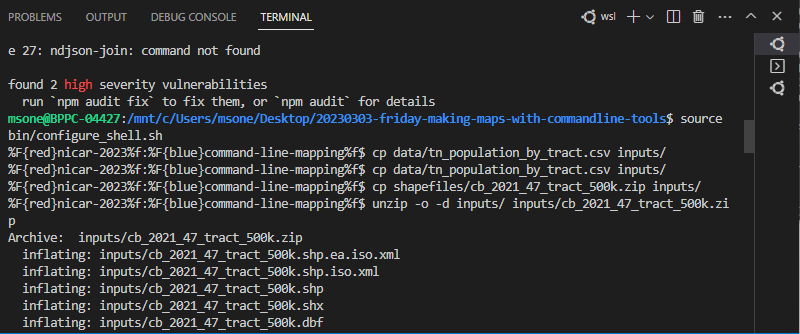 PROBLEMS OUTPUT DEBUG CONSOLE TERMINAL wsl
e 27: ndjson-join: command not found
found 2 high severity vulnerabilities
run `npm audit fix` to fix them, or `npm audit` for details
msone@BPPC-04427:/mnt/c/Users/msone/Desktop/20230303-friday-making-maps-with-commandline-tools$ source
bin/configure_shell.sh
%F{red}nicar-2023%f:%F{blue}command-line-mapping%f$ cp data/tn_population_by_tract.csv inputs/
%F{red}nicar-2023%f:%F{blue}command-line-mapping%f$ cp data/tn_population_by_tract.csv inputs/
%F{red}nicar-2023%f:%F{blue}command-line-mapping%f$ cp shapefiles/cb_2021_47_tract_500k.zip inputs/
%F{red}nicar-2023%f:%F{blue}command-line-mapping%f$ unzip -o -d inputs/ inputs/cb_2021_47_tract_500k.zi
p
Archive:  inputs/cb_2021_47_tract_500k.zip
inflating: inputs/cb_2021_47_tract_500k.shp.ea.iso.xml
inflating: inputs/cb_2021_47_tract_500k.shp.iso.xml
inflating: inputs/cb_2021_47_tract_500k.shp
inflating: inputs/cb_2021_47_tract_500k.shx
inflating: inputs/cb_2021_47_tract_500k.dbf